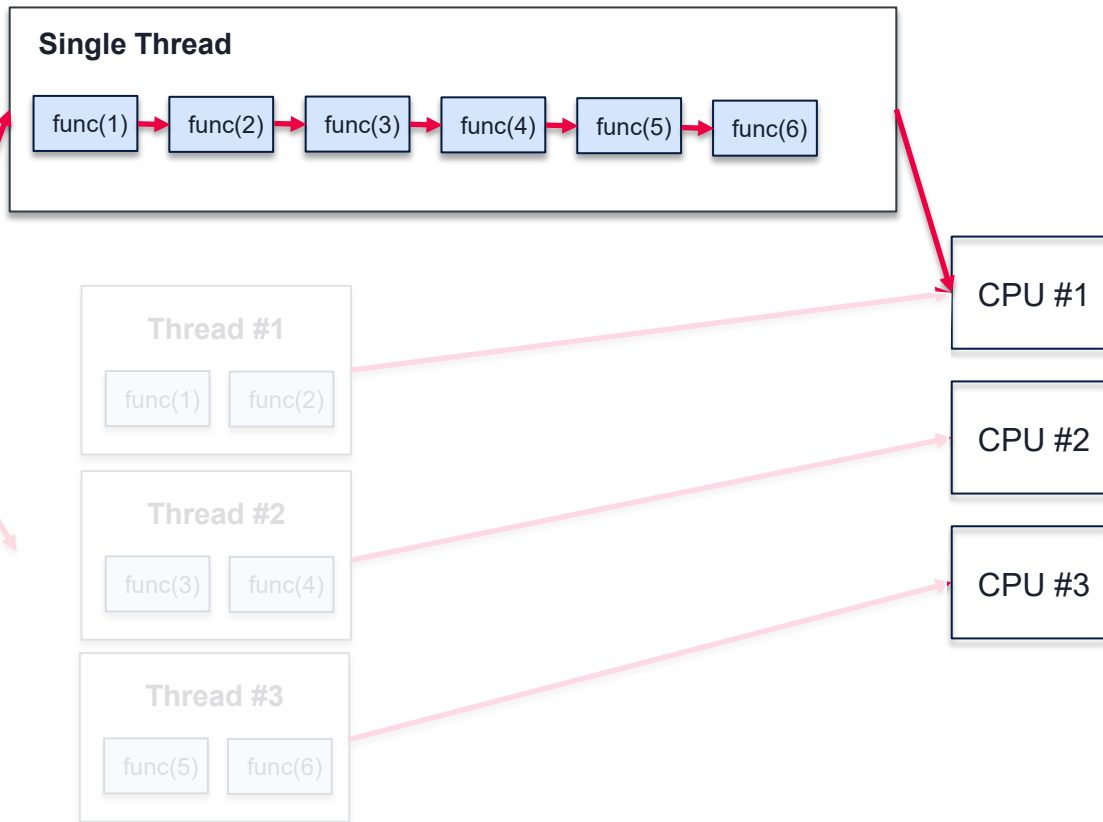 Single Thread
func(1) func(2) func(3) func(4) func(5) func(6)
CPU #1
Thread #1
func(1) func(2)
CPU #2
Thread #2
func(3) func(4)
CPU #3
Thread #3
func(5) func(6)